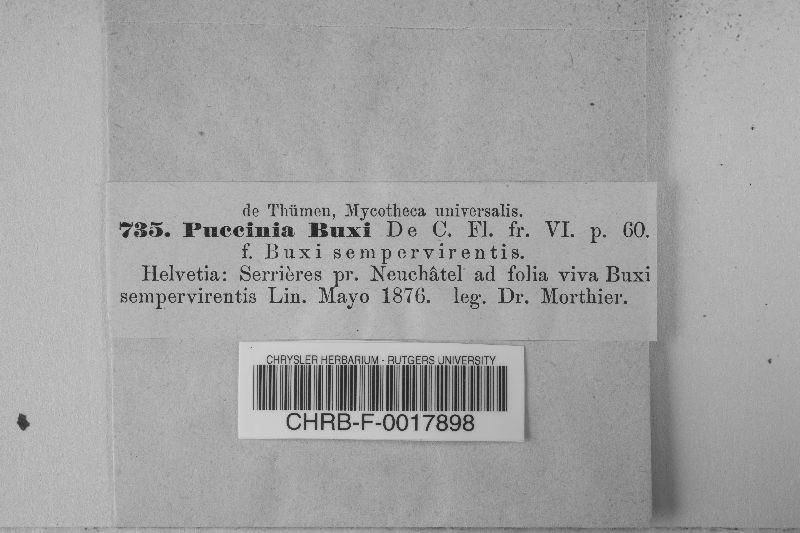 de Thümen, Mycotheca universalis.
735. Puccinia Buxi De C. Fl. fr. VI. p. 60.
f. Buxi sempervirentis.
Helvetia: Serrières pr. Neuchâtel ad folia viva Buxi
sempervirentis Lin. Mayo 1876. leg. Dr. Morthier.
CHRYSLER HERBARIUM - RUTGERS UNIVERSITY
CHRB-F-0017898